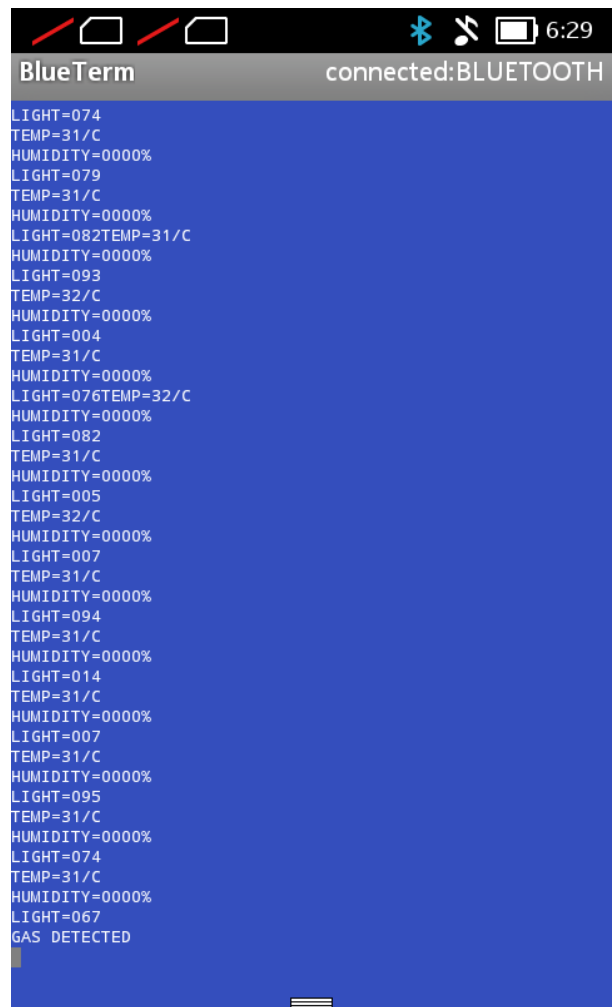 6:29
BlueTerm connected:BLUETOOTH
LIGHT=074
TEMP=31/C
HUMIDITY=0000%
LIGHT=079
TEMP=31/C
HUMIDITY=0000%
LIGHT=082TEMP=31/C
HUMIDITY=0000%
LIGHT=093
TEMP=32/C
HUMIDITY=0000%
LIGHT=004
TEMP=31/C
HUMIDITY=0000%
LIGHT=076TEMP=32/C
HUMIDITY=0000%
LIGHT=082
TEMP=31/C
HUMIDITY=0000%
LIGHT=005
TEMP=32/C
HUMIDITY=0000%
LIGHT=007
TEMP=31/C
HUMIDITY=0000%
LIGHT=094
TEMP=31/C
HUMIDITY=0000%
LIGHT=014
TEMP=31/C
HUMIDITY=0000%
LIGHT=007
TEMP=31/C
HUMIDITY=0000%
LIGHT=095
TEMP=31/C
HUMIDITY=0000%
LIGHT=074
TEMP=31/C
HUMIDITY=0000%
LIGHT=067
GAS DETECTED